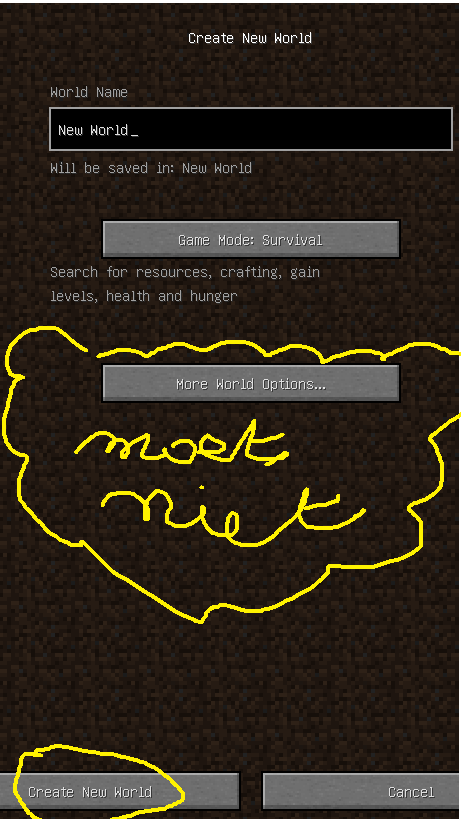 Create New World
World Name
New World_
Will be saved in: New World
Game Mode: Survival
Search for resources, crafting, gain
levels, health and hunger
More World Options...
moet
niet
Create New World
Cancel